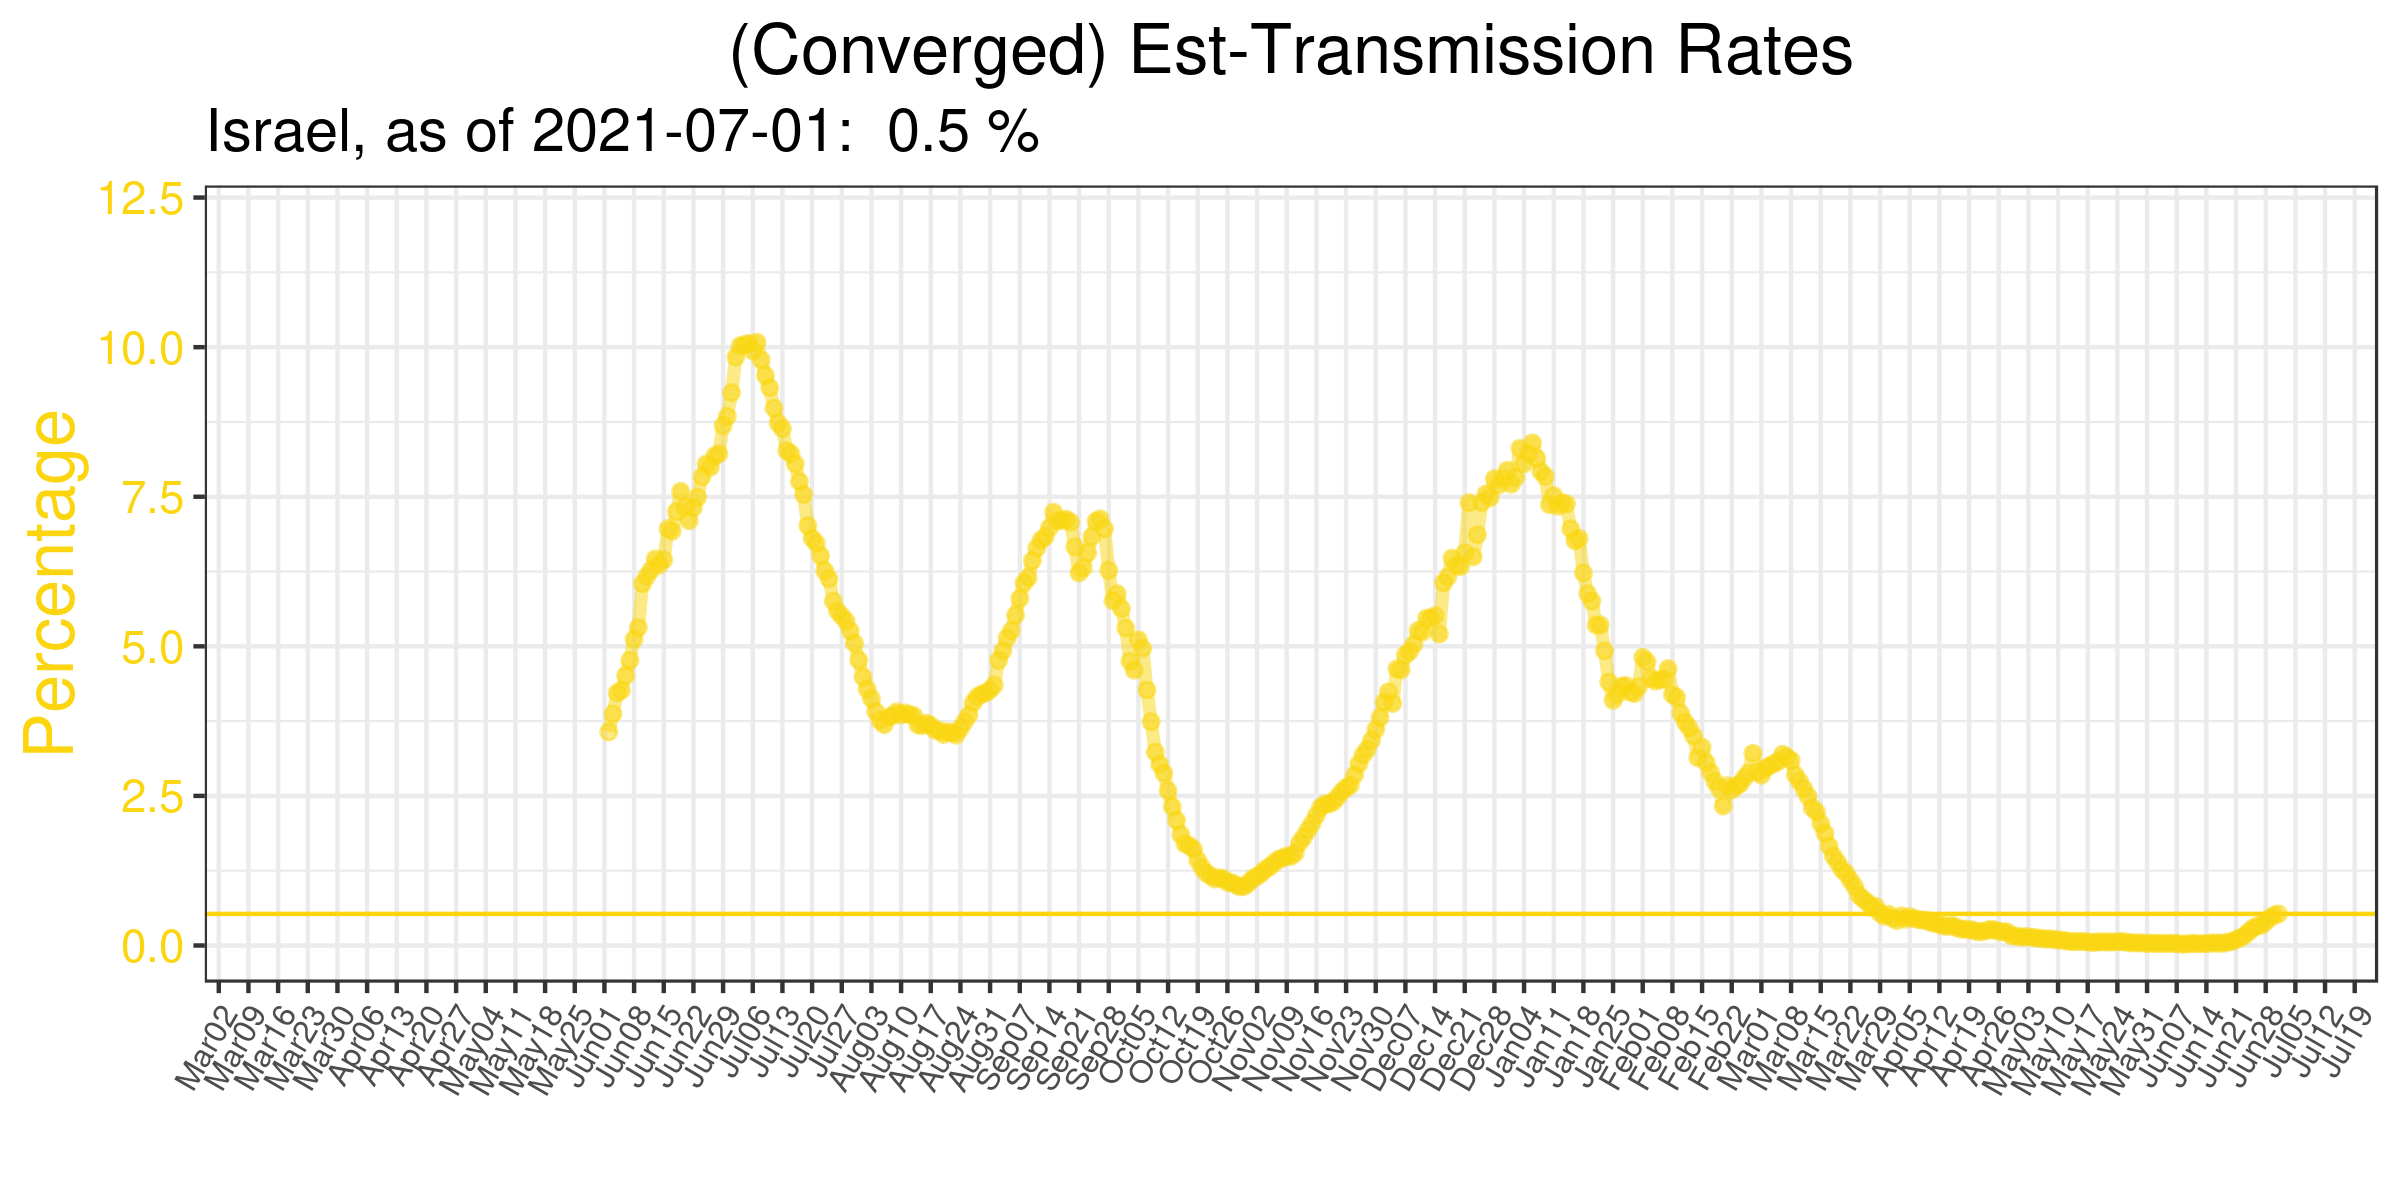 (Converged) Est-Transmission Rates
Israel, as of 2021-07-01:  0.5 %
Percentage
12.5
10.0
7.5
5.0
2.5
0.0
Mar02
Mar09
Mar16
Mar23
Mar30
Apr06
Apr13
Apr20
Apr27
May04
May11
May18
May25
Jun01
Jun08
Jun15
Jun22
Jun29
Jul06
Jul13
Jul20
Jul27
Aug03
Aug10
Aug17
Aug24
Aug31
Sep07
Sep14
Sep21
Sep28
Oct05
Oct12
Oct19
Oct26
Nov02
Nov09
Nov16
Nov23
Nov30
Dec07
Dec14
Dec21
Dec28
Jan04
Jan11
Jan18
Jan25
Feb01
Feb08
Feb15
Feb22
Mar01
Mar08
Mar15
Mar22
Mar29
Apr05
Apr12
Apr19
Apr26
May03
May10
May17
May24
May31
Jun07
Jun14
Jun21
Jun28
Jul05
Jul12
Jul19